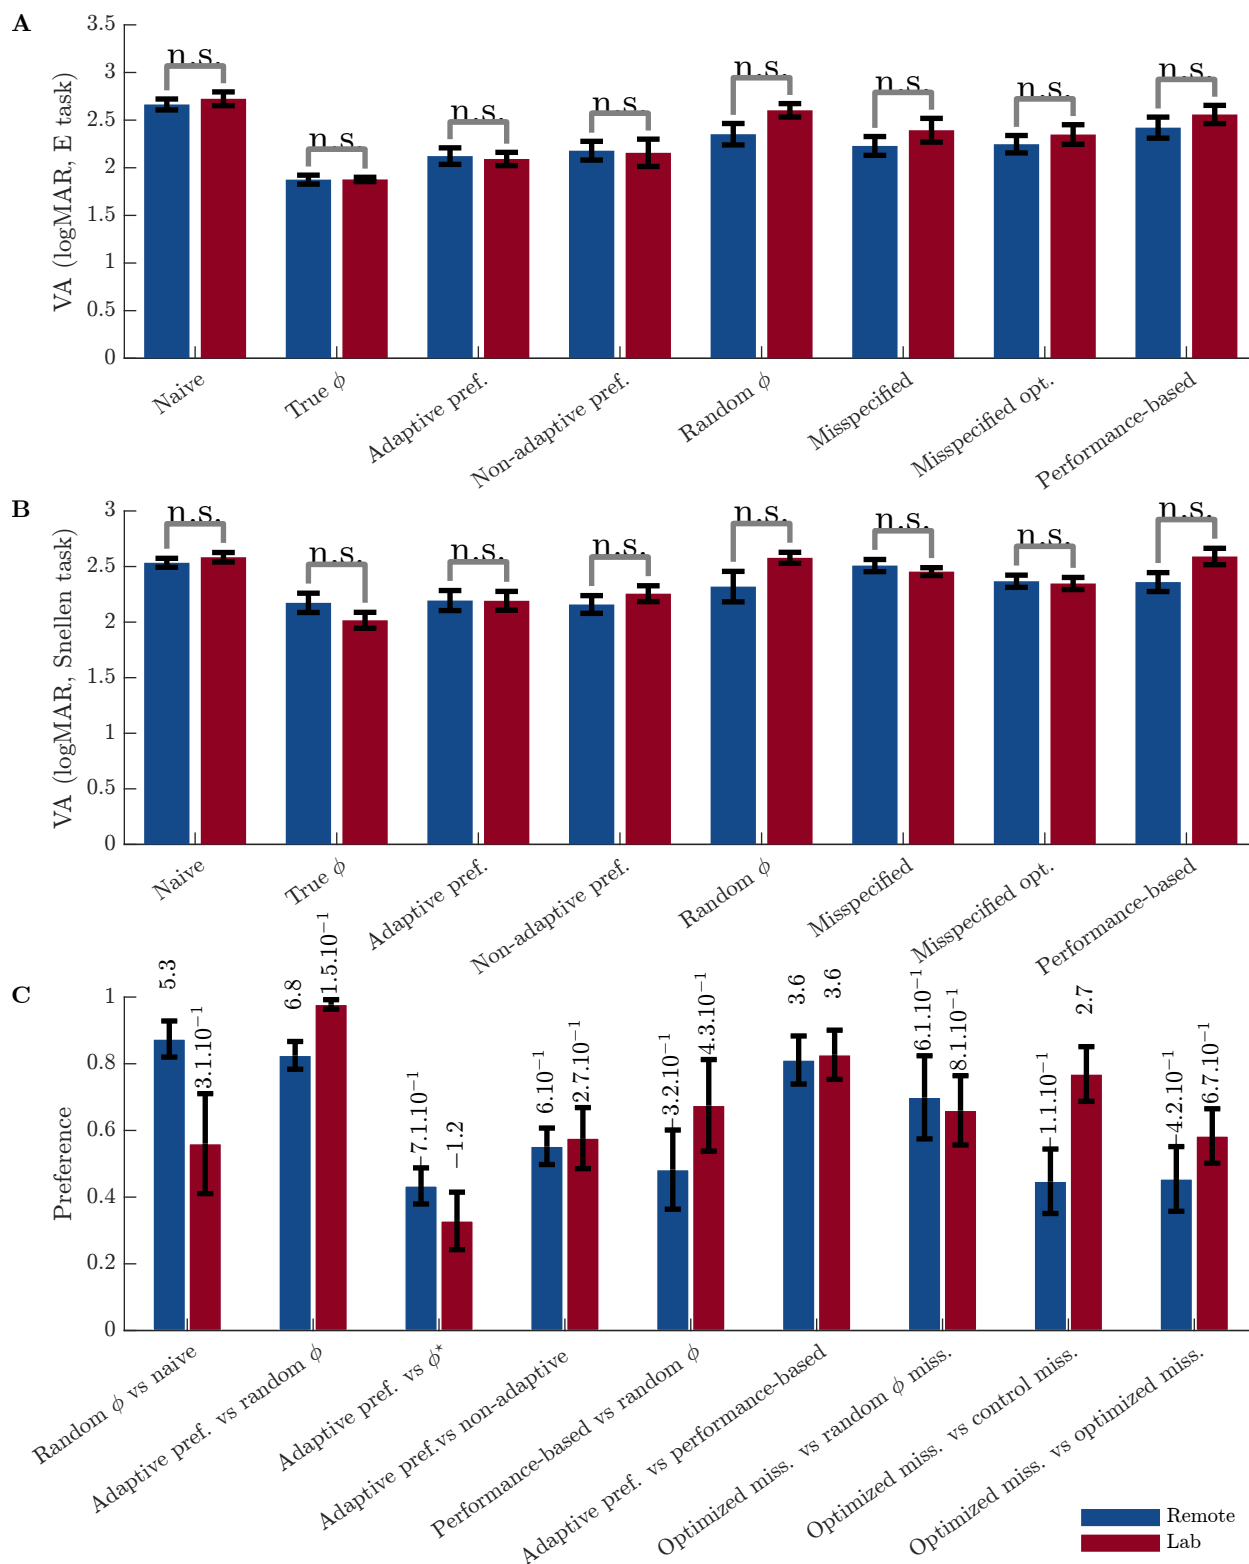 A
VA (logMAR, E task)
3.5
3
2.5
2
1.5
1
0.5
0
n.s.
n.s.
n.s.
n.s.
n.s.
n.s.
n.s.
n.s.
Naive
True ϕ
Adaptive pref.
Non-adaptive pref.
Random ϕ
Misspecified
Misspecified opt.
Performance-based
B
VA (logMAR, Snellen task)
3
2.5
2
1.5
1
0.5
0
n.s.
n.s.
n.s.
n.s.
n.s.
n.s.
n.s.
n.s.
Naive
True ϕ
Adaptive pref.
Non-adaptive pref.
Random ϕ
Misspecified
Misspecified opt.
Performance-based
C
Preference
1
0.8
0.6
0.4
0.2
0
5.3
3.1.10⁻¹
6.8
1.5.10⁻¹
−7.1.10⁻¹
−1.2
6.10⁻¹
2.7.10⁻¹
−3.2.10⁻¹
4.3.10⁻¹
3.6
3.6
6.1.10⁻¹
8.1.10⁻¹
−1.1.10⁻¹
2.7
−4.2.10⁻¹
6.7.10⁻¹
Random ϕ vs naive
Adaptive pref. vs random ϕ
Adaptive pref. vs ϕ*
Adaptive pref.vs non-adaptive
Performance-based vs random ϕ
Adaptive pref. vs performance-based
Optimized miss. vs random ϕ miss.
Optimized miss. vs control miss.
Optimized miss. vs optimized miss.
Remote
Lab